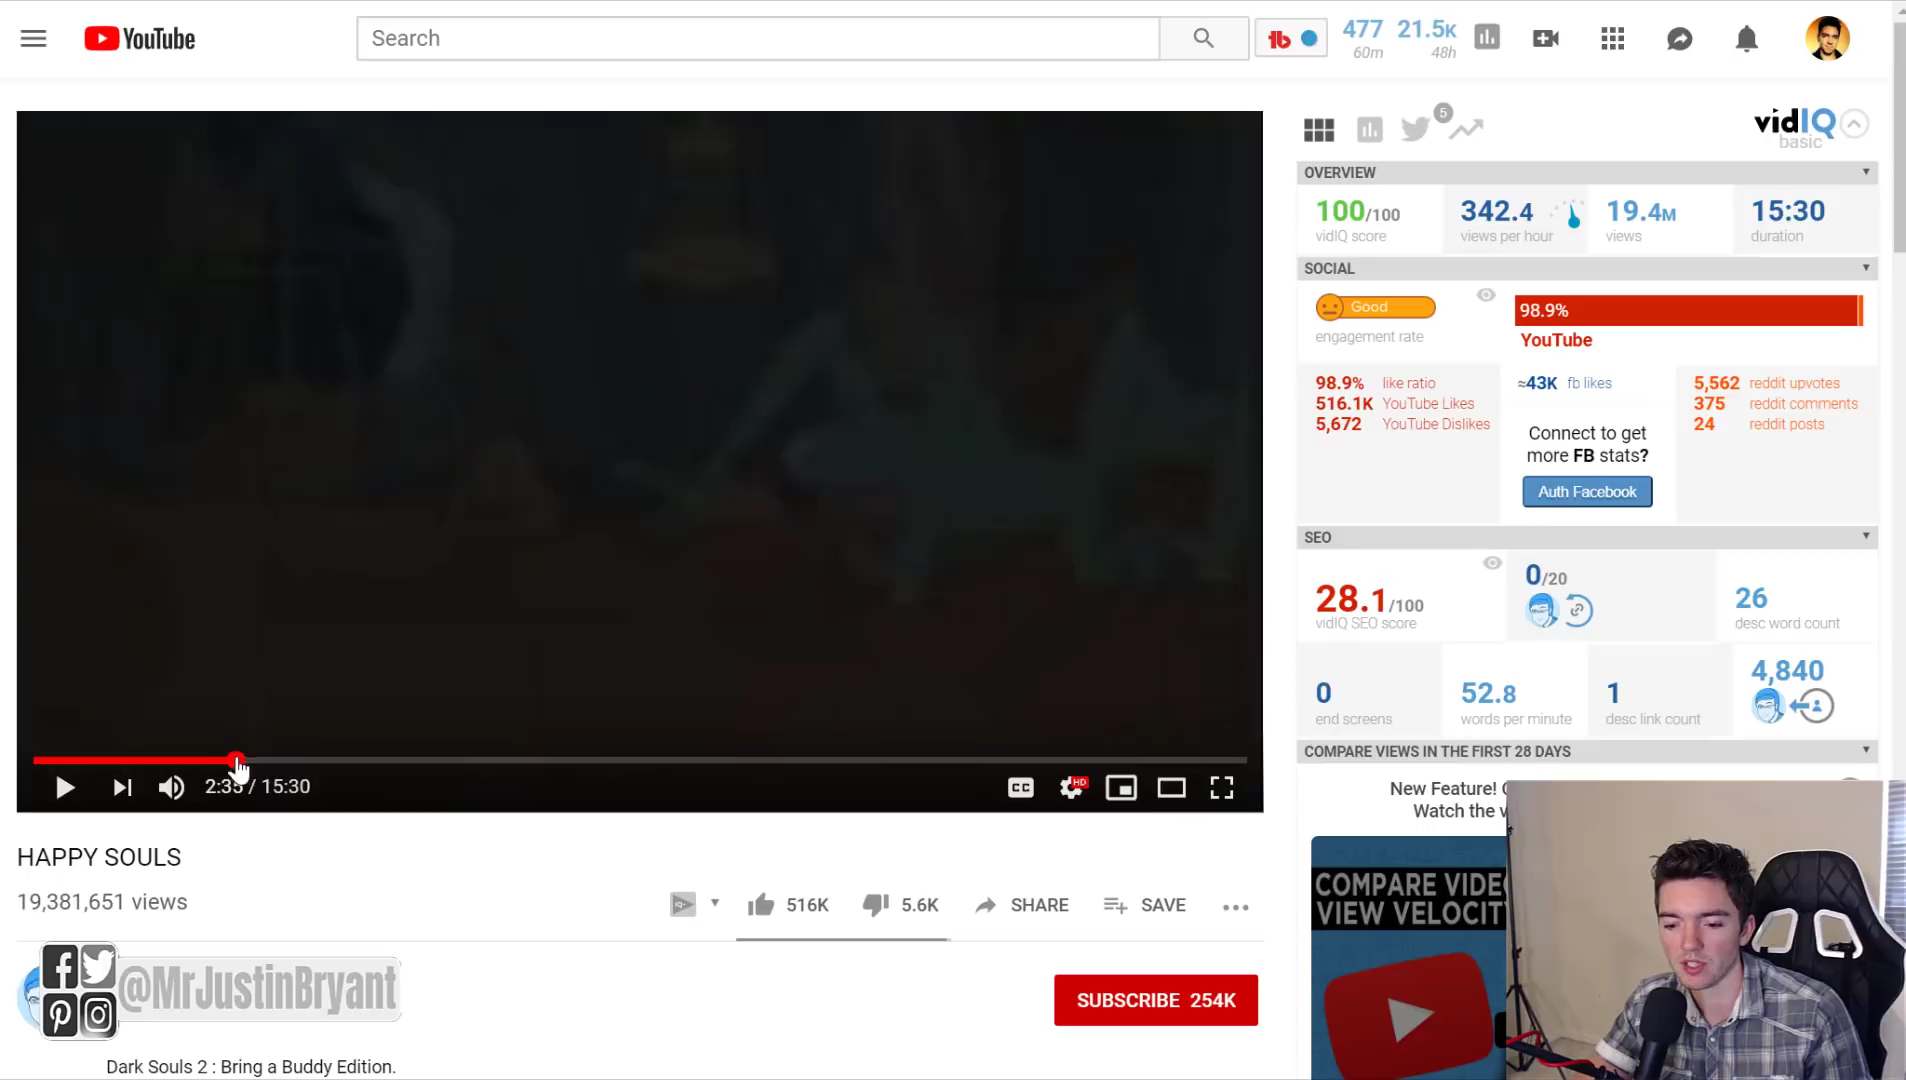 YouTube
Search
477 21.5K
60m 48h
5
vidIQ
basic
OVERVIEW
100/100 342.4 19.4M 15:30
vidIQ score views per hour views duration
SOCIAL
Good 98.9%
engagement rate YouTube
98.9% like ratio ≈43K fb likes 5,562 reddit upvotes
516.1K YouTube Likes 375 reddit comments
5,672 YouTube Dislikes 24 reddit posts
Connect to get
more FB stats?
Auth Facebook
SEO
28.1/100 0/20 26
vidIQ SEO score desc word count
0 52.8 1 4,840
end screens words per minute desc link count
COMPARE VIEWS IN THE FIRST 28 DAYS
New Feature!
Watch the
COMPARE
VIEW VELOCITY
2:35 / 15:30
CC HD
HAPPY SOULS
19,381,651 views
516K 5.6K SHARE SAVE
@MrJustinBryant
SUBSCRIBE 254K
Dark Souls 2 : Bring a Buddy Edition.